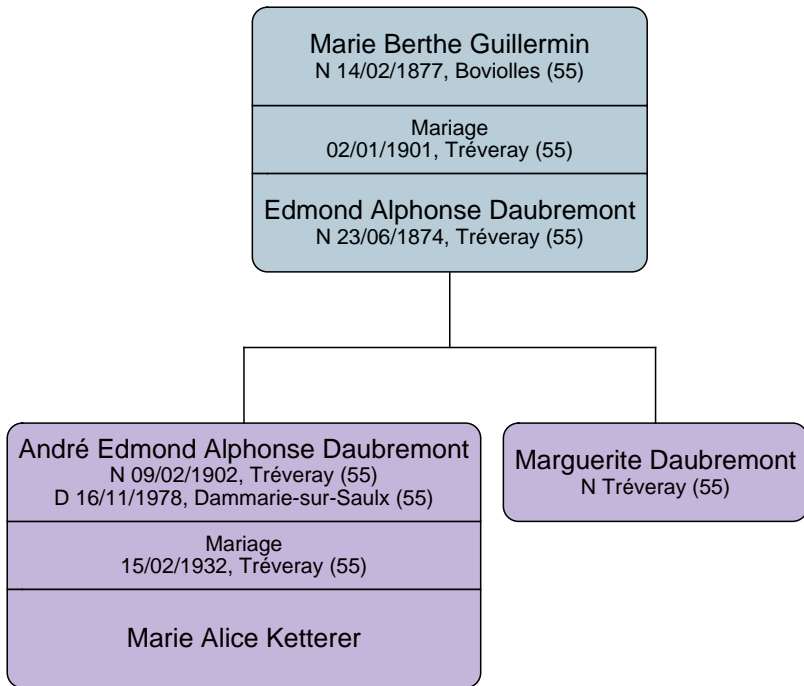 Marie Berthe Guillermin
N 14/02/1877, Boviolles (55)
Mariage
02/01/1901, Tréveray (55)
Edmond Alphonse Daubremont
N 23/06/1874, Tréveray (55)
André Edmond Alphonse Daubremont
N 09/02/1902, Tréveray (55)
D 16/11/1978, Dammarie-sur-Saulx (55)
Mariage
15/02/1932, Tréveray (55)
Marie Alice Ketterer
Marguerite Daubremont
N Tréveray (55)